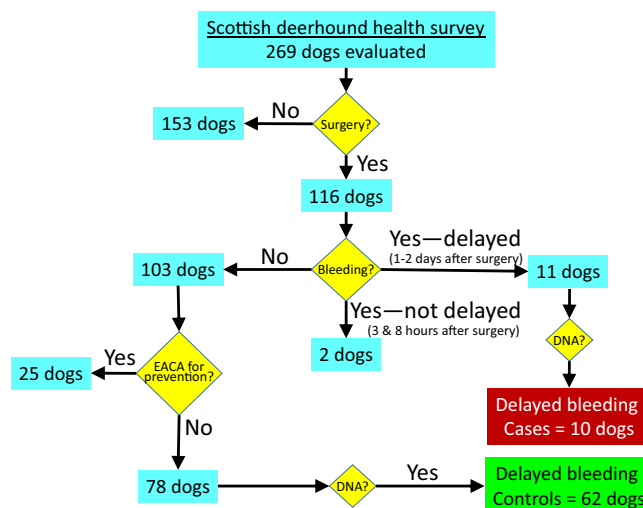 Scottish deerhound health survey
269 dogs evaluated
No
153 dogs
Surgery?
Yes
116 dogs
No
Yes—delayed
(1-2 days after surgery)
103 dogs
Bleeding?
11 dogs
Yes—not delayed
(3 & 8 hours after surgery)
2 dogs
DNA?
Yes
25 dogs
EACA for
prevention?
Delayed bleeding
Cases = 10 dogs
No
78 dogs
DNA?
Yes
Delayed bleeding
Controls = 62 dogs